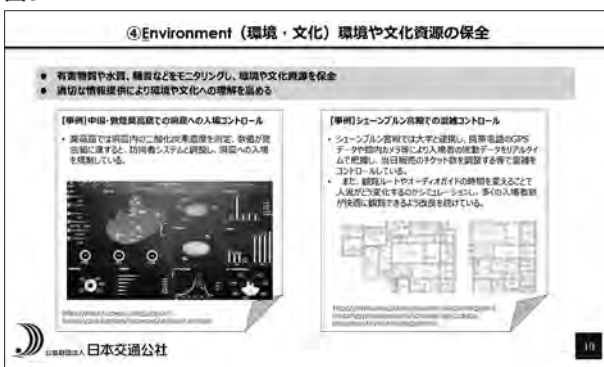 ④Environment（環境・文化）環境や文化資源の保全
● 有害物質や水質、騒音などをモニタリングし、環境や文化資源を保全
● 適切な情報提供により環境や文化への理解を高める
【事例】中国・敦煌莫高窟での洞窟への入場コントロール
• 莫高窟では洞窟内の二酸化炭素濃度を測定、数値が警
告値に達すると、訪問者システムと調整し、洞窟への入場
を規制している。
【事例】シェーンブルン宮殿での混雑コントロール
• シェーンブルン宮殿では大学と連携し、携帯電話のGPS
データや館内カメラ等により入場者の流動データをリアルタイ
ムで把握し、当日販売のチケット数を調整する等で混雑を
コントロールしている。
• また、観覧ルートやオーディオガイドの時間を変えることで
人流がどう変化するのかシミュレーションし、多くの入場者数
が快適に観覧できるよう改良を続けている。
公益財団法人 日本交通公社